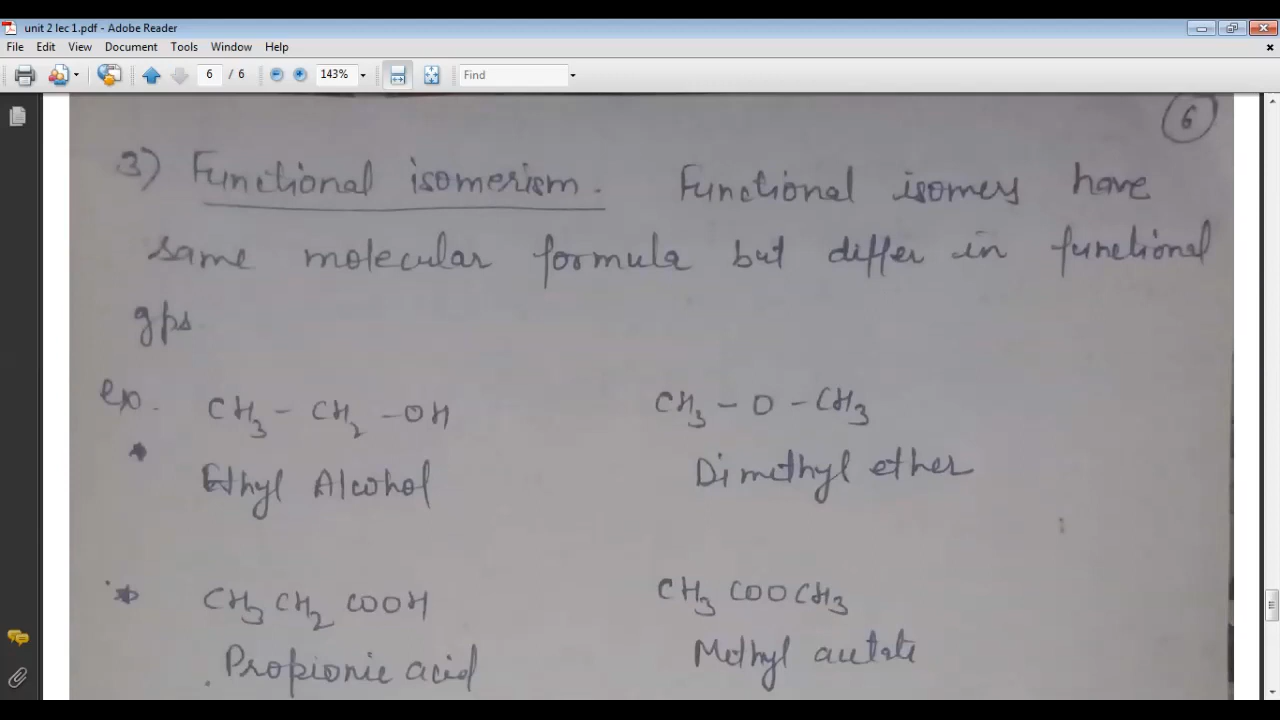 unit 2 lec 1.pdf - Adobe Reader
File Edit View Document Tools Window Help
6 / 6 143% Find
6
3) Functional isomerism. Functional isomers have
same molecular formula but differ in functional
gps
ex.
CH3 - CH2 - OH CH3 - O - CH3
Ethyl Alcohol Dimethyl ether
CH3 CH2 COOH CH3 COO CH3
Propionic acid Methyl acetate